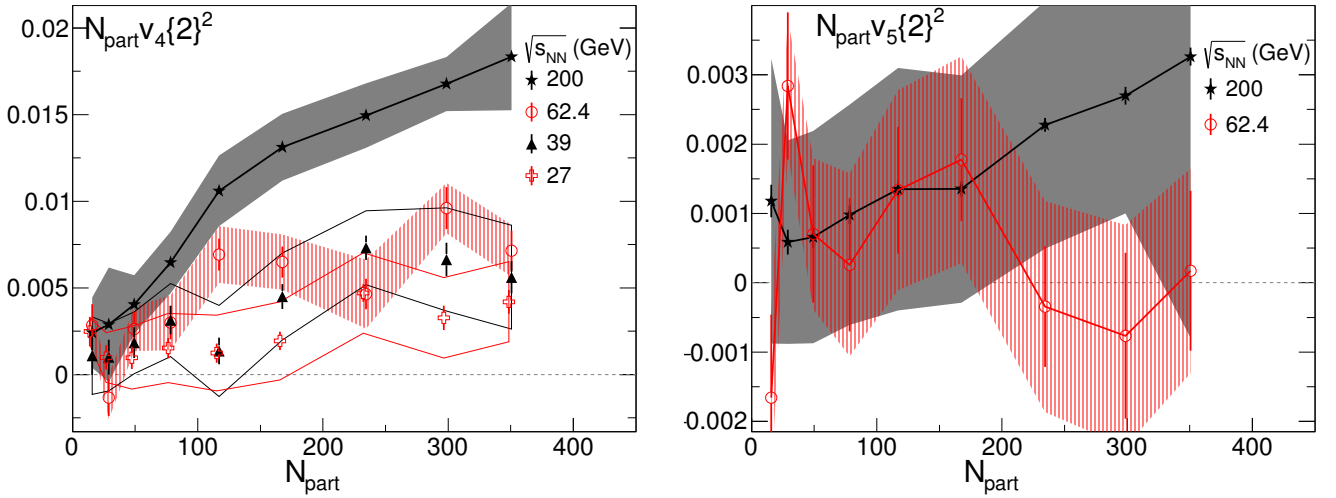 N_part v_4{2}^2
√s_NN (GeV)
200
62.4
39
27
0.02
0.015
0.01
0.005
0
0 100 200 300 400
N_part
N_part v_5{2}^2
√s_NN (GeV)
200
62.4
0.003
0.002
0.001
0
-0.001
-0.002
0 100 200 300 400
N_part